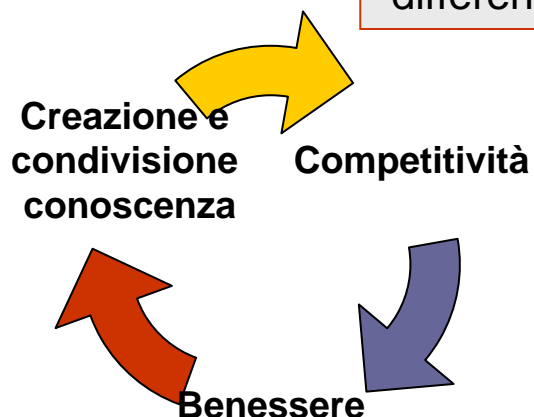 Creazione e
condivisione
conoscenza
Competitività
Benessere